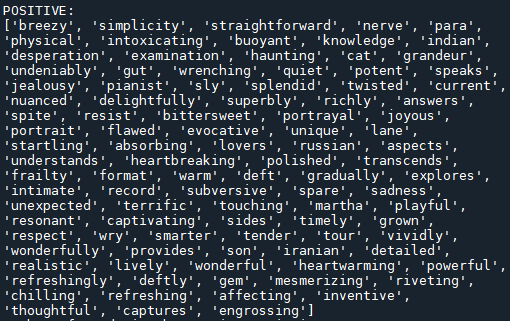 POSITIVE:
['breezy', 'simplicity', 'straightforward', 'nerve', 'para',
'physical', 'intoxicating', 'buoyant', 'knowledge', 'indian',
'desperation', 'examination', 'haunting', 'cat', 'grandeur',
'undeniably', 'gut', 'wrenching', 'quiet', 'potent', 'speaks',
'jealousy', 'pianist', 'sly', 'splendid', 'twisted', 'current',
'nuanced', 'delightfully', 'superbly', 'richly', 'answers',
'spite', 'resist', 'bittersweet', 'portrayal', 'joyous',
'portrait', 'flawed', 'evocative', 'unique', 'lane',
'startling', 'absorbing', 'lovers', 'russian', 'aspects',
'understands', 'heartbreaking', 'polished', 'transcends',
'frailty', 'format', 'warm', 'deft', 'gradually', 'explores',
'intimate', 'record', 'subversive', 'spare', 'sadness',
'unexpected', 'terrific', 'touching', 'martha', 'playful',
'resonant', 'captivating', 'sides', 'timely', 'grown',
'respect', 'wry', 'smarter', 'tender', 'tour', 'vividly',
'wonderfully', 'provides', 'son', 'iranian', 'detailed',
'realistic', 'lively', 'wonderful', 'heartwarming', 'powerful',
'refreshingly', 'deftly', 'gem', 'mesmerizing', 'riveting',
'chilling', 'refreshing', 'affecting', 'inventive',
'thoughtful', 'captures', 'engrossing']